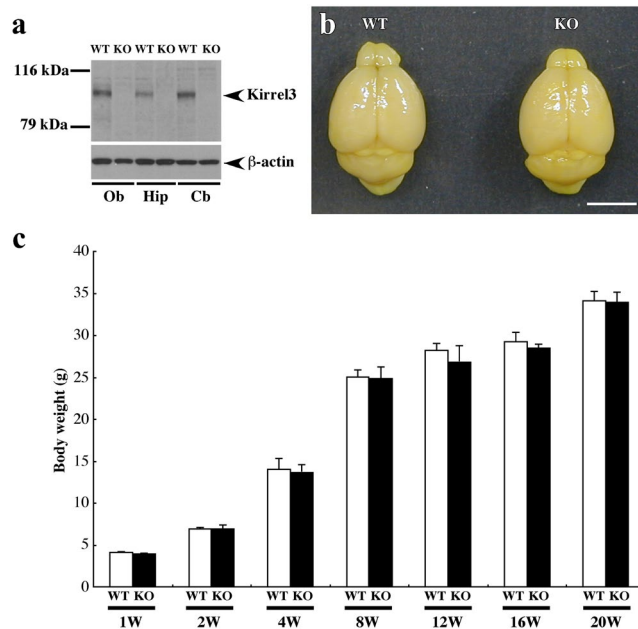 a
WT KO WT KO WT KO
116 kDa
Kirrel3
79 kDa
β-actin
Ob Hip Cb
b
WT KO
c
40
35
30
25
20
15
10
5
Body weight (g)
WT KO WT KO WT KO WT KO WT KO WT KO WT KO
1W 2W 4W 8W 12W 16W 20W